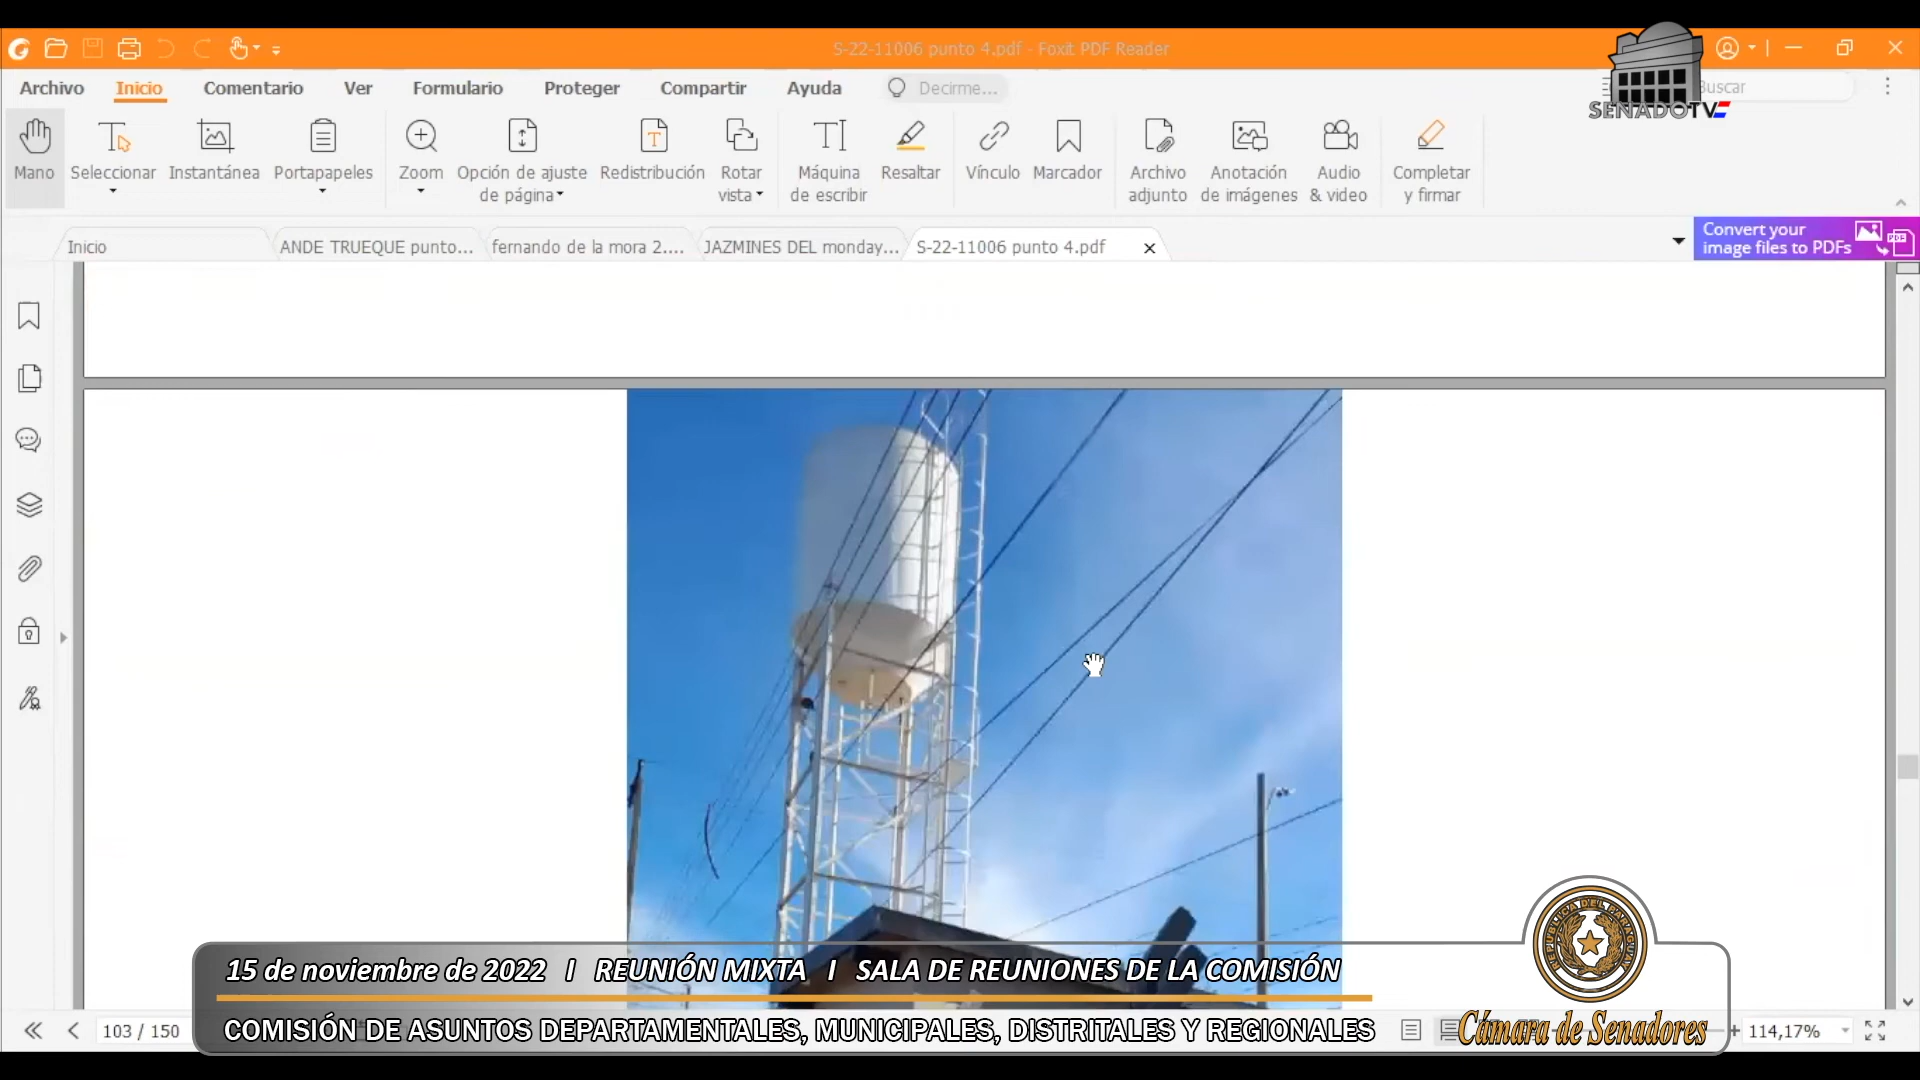 S-22-11006 punto 4.pdf - Foxit PDF Reader
Archivo Inicio Comentario Ver Formulario Proteger Compartir Ayuda Decirme... Buscar
SENADOTV
Mano Seleccionar Instantánea Portapapeles Zoom Opción de ajuste de página Redistribución Rotar vista Máquina de escribir Resaltar Vínculo Marcador Archivo adjunto Anotación de imágenes Audio & video Completar y firmar
Inicio ANDE TRUEQUE punto... fernando de la mora 2.... JAZMINES DEL monday... S-22-11006 punto 4.pdf
Convert your
image files to PDFs
PDF
REPUBLICA DEL PARAGUAY
15 de noviembre de 2022 I REUNIÓN MIXTA I SALA DE REUNIONES DE LA COMISIÓN
COMISIÓN DE ASUNTOS DEPARTAMENTALES, MUNICIPALES, DISTRITALES Y REGIONALES
Cámara de Senadores
103 / 150
114,17%